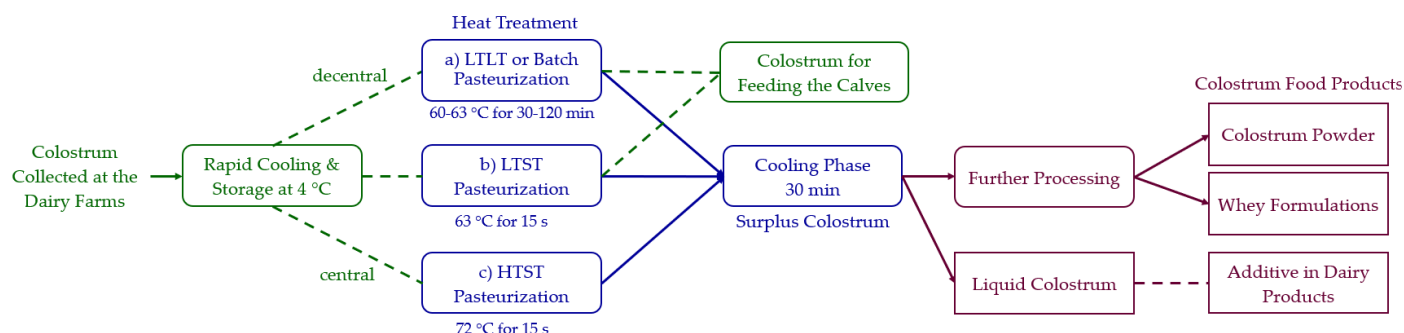 Heat Treatment
Colostrum
Collected at the
Dairy Farms
Rapid Cooling &
Storage at 4 °C
decentral
central
a) LTLT or Batch
Pasteurization
60-63 °C for 30-120 min
b) LTST
Pasteurization
63 °C for 15 s
c) HTST
Pasteurization
72 °C for 15 s
Colostrum for
Feeding the Calves
Cooling Phase
30 min
Surplus Colostrum
Further Processing
Liquid Colostrum
Colostrum Food Products
Colostrum Powder
Whey Formulations
Additive in Dairy
Products